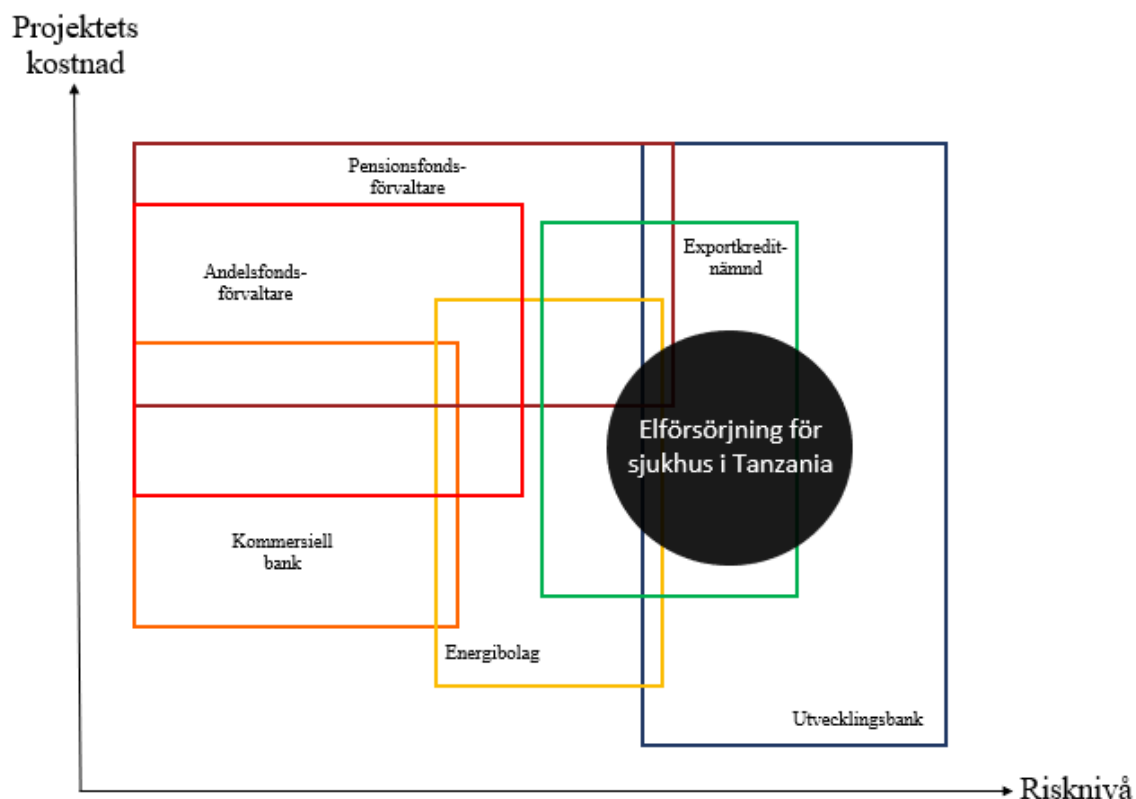 Projektets
kostnad
Pensionsfonds-
förvaltare
Exportkredit-
nämnd
Andelsfonds-
förvaltare
Elförsörjning för
sjukhus i Tanzania
Kommersiell
bank
Energibolag
Utvecklingsbank
Risknivå